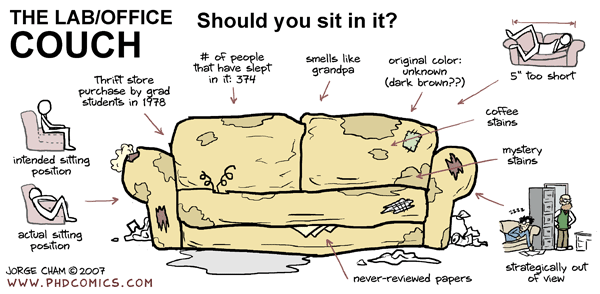 THE LAB/OFFICE
COUCH
Should you sit in it?
Thrift store
purchase by grad
students in 1978
# of people
that have slept
in it: 374
smells like
grandpa
original color:
unknown
(dark brown??)
5" too short
intended sitting
position
coffee
stains
mystery
stains
actual sitting
position
zzzz
never-reviewed papers
strategically out
of view
JORGE CHAM © 2007
WWW.PHDCOMICS.COM